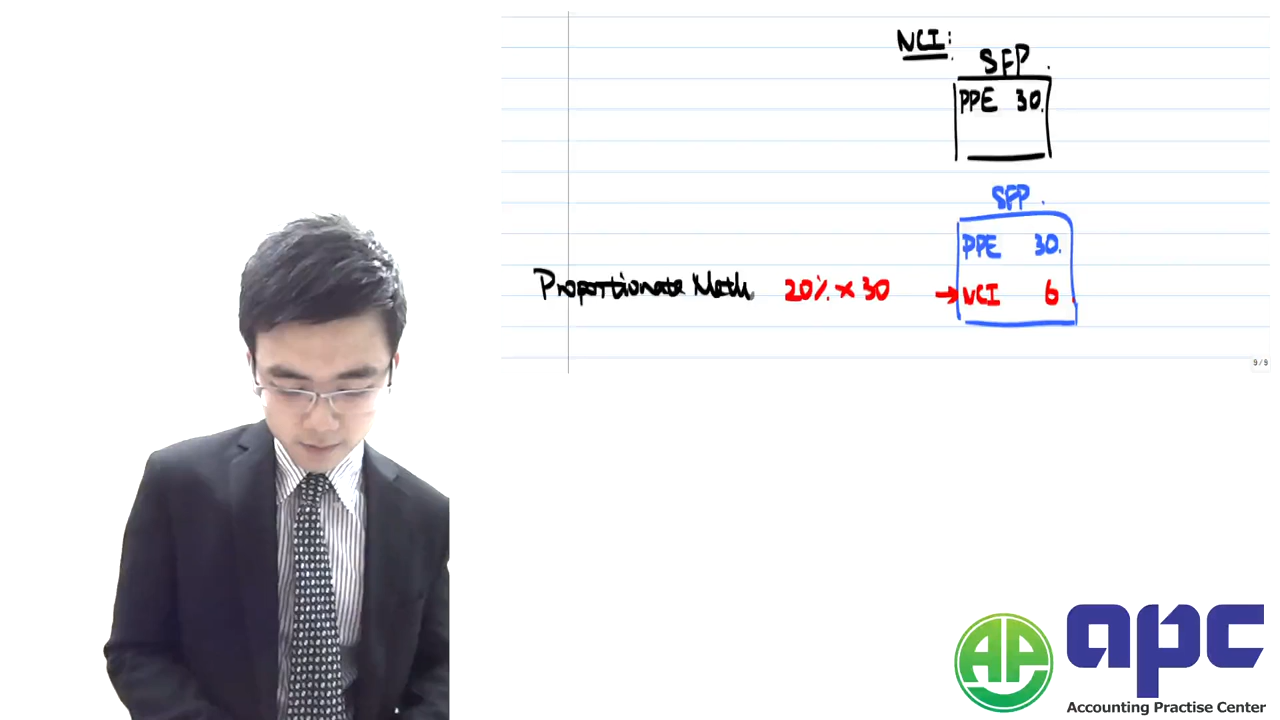 NCI:
SFP
PPE 30.
SFP.
PPE 30.
Proportionate Meth. 20% × 30 → NCI 6
9 / 9
AP
apc
Accounting Practise Center